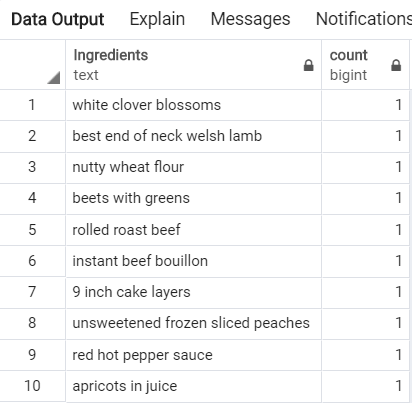 Data Output Explain Messages Notifications
Ingredients count
text bigint
1 white clover blossoms 1
2 best end of neck welsh lamb 1
3 nutty wheat flour 1
4 beets with greens 1
5 rolled roast beef 1
6 instant beef bouillon 1
7 9 inch cake layers 1
8 unsweetened frozen sliced peaches 1
9 red hot pepper sauce 1
10 apricots in juice 1